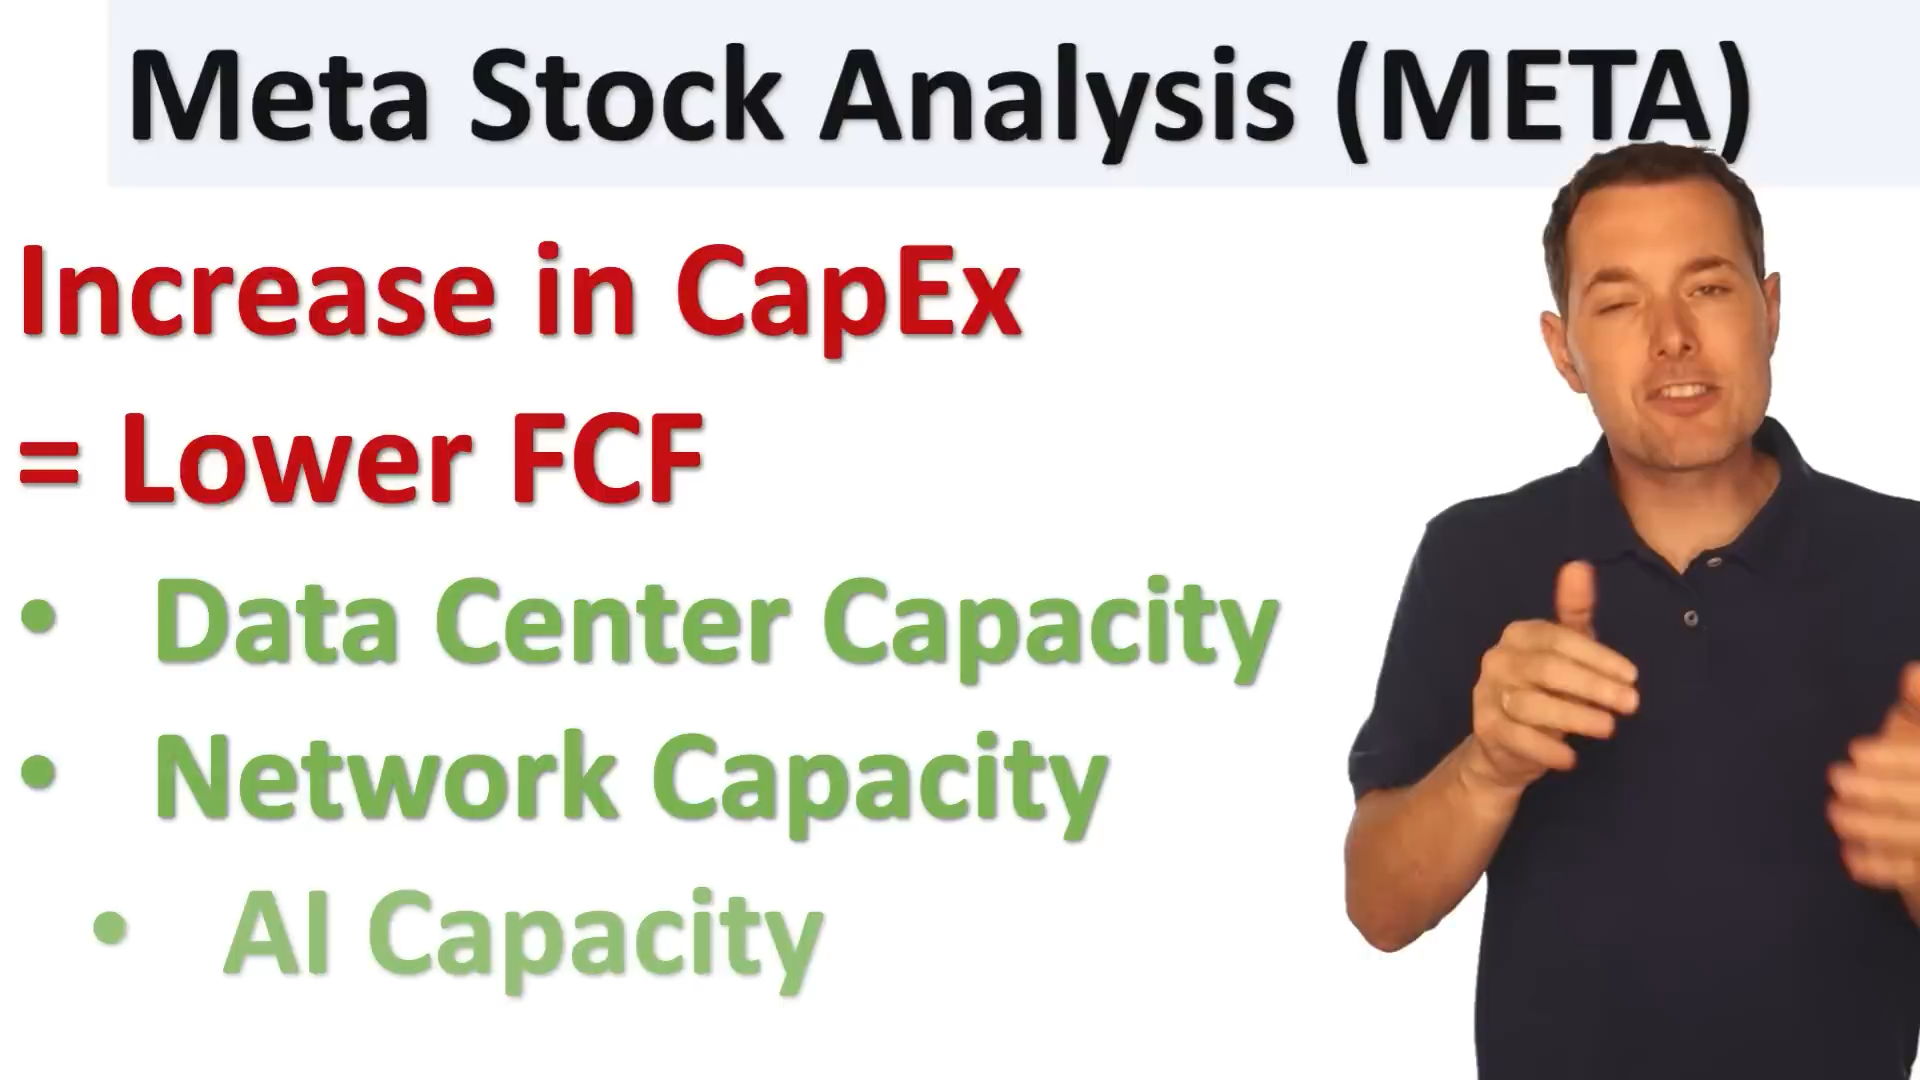 Meta Stock Analysis (META)
Increase in CapEx
= Lower FCF
• Data Center Capacity
• Network Capacity
• AI Capacity